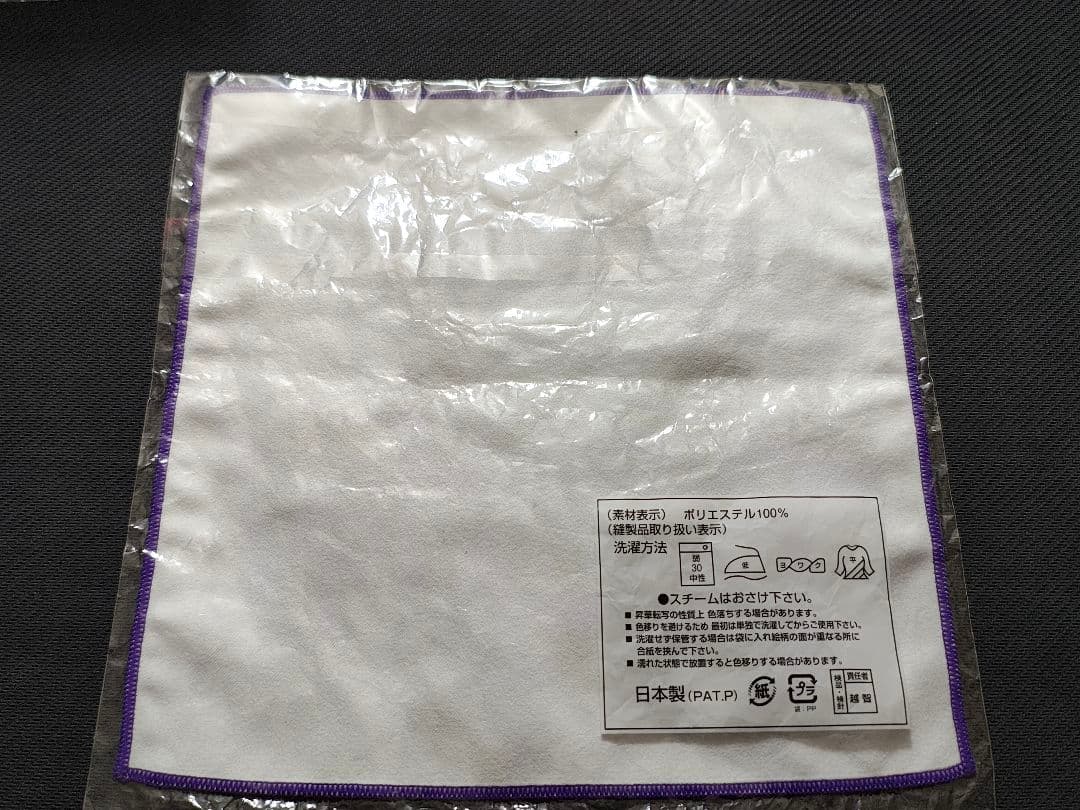 (素材表示) ポリエステル100%
(縫製品取り扱い表示)
洗濯方法
弱
30
中性
低
ヨワク
平
●スチームはおさけ下さい。
■ 昇華転写の性質上 色落ちする場合があります。
■ 色移りを避けるため 最初は単独で洗濯してからご使用下さい。
■ 洗濯せず保管する場合は袋に入れ絵柄の面が重なる所に
合紙を挟んで下さい。
■ 濡れた状態で放置すると色移りする場合があります。
日本製(PAT.P)
紙
プラ
袋:PP
検品・検針
責任者
越智